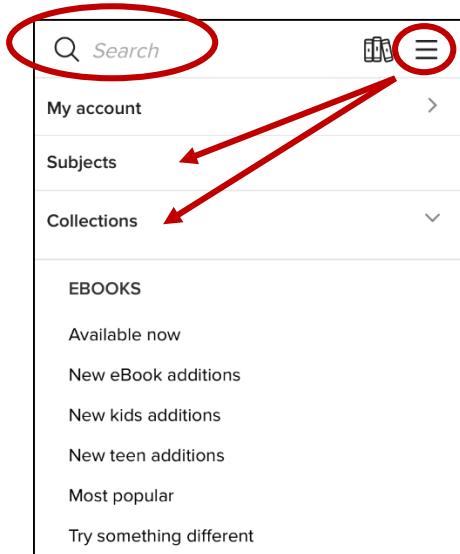 Search
My account
Subjects
Collections
EBOOKS
Available now
New eBook additions
New kids additions
New teen additions
Most popular
Try something different